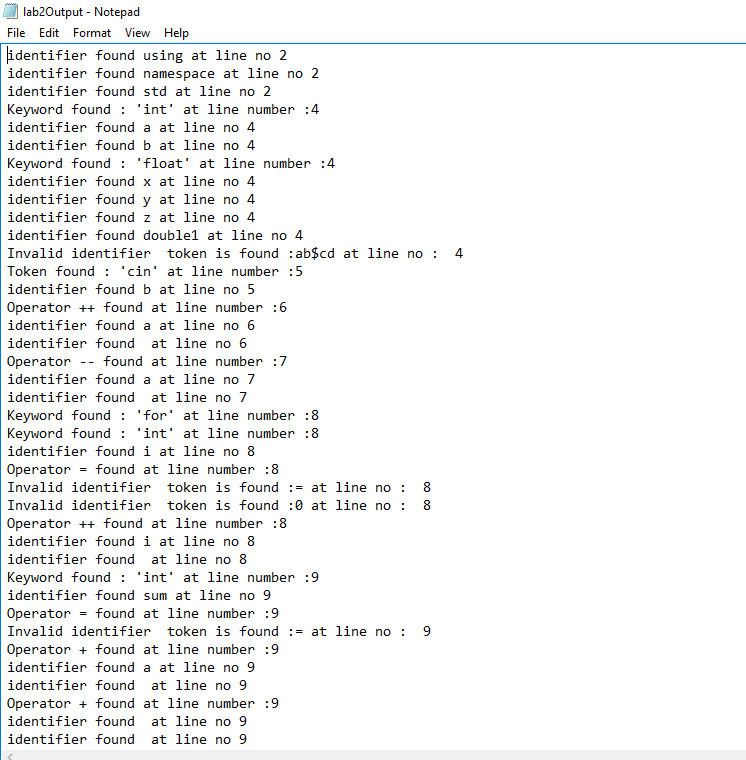 lab2Output - Notepad
File Edit Format View Help
identifier found using at line no 2
identifier found namespace at line no 2
identifier found std at line no 2
Keyword found : 'int' at line number :4
identifier found a at line no 4
identifier found b at line no 4
Keyword found : 'float' at line number :4
identifier found x at line no 4
identifier found y at line no 4
identifier found z at line no 4
identifier found double1 at line no 4
Invalid identifier  token is found :ab$cd at line no :  4
Token found : 'cin' at line number :5
identifier found b at line no 5
Operator ++ found at line number :6
identifier found a at line no 6
identifier found  at line no 6
Operator -- found at line number :7
identifier found a at line no 7
identifier found  at line no 7
Keyword found : 'for' at line number :8
Keyword found : 'int' at line number :8
identifier found i at line no 8
Operator = found at line number :8
Invalid identifier  token is found := at line no :  8
Invalid identifier  token is found :0 at line no :  8
Operator ++ found at line number :8
identifier found i at line no 8
identifier found  at line no 8
Keyword found : 'int' at line number :9
identifier found sum at line no 9
Operator = found at line number :9
Invalid identifier  token is found := at line no :  9
Operator + found at line number :9
identifier found a at line no 9
identifier found  at line no 9
Operator + found at line number :9
identifier found  at line no 9
identifier found  at line no 9